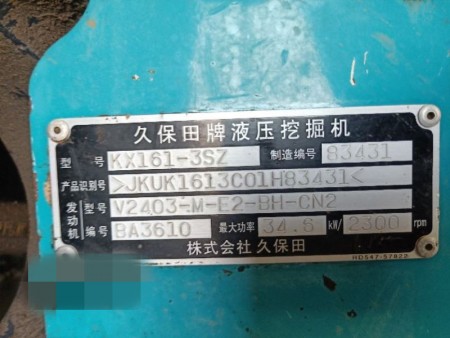 久保田牌液压挖掘机
型 号 KX161-3SZ 制造编号 83431
产品识别号 >JKUK1613C01H83431<
发动机 型号 V2403-M-E2-BH-CN2
编号 BA3610 最大功率 34.6 kW/ 2300 rpm
株式会社 久保田